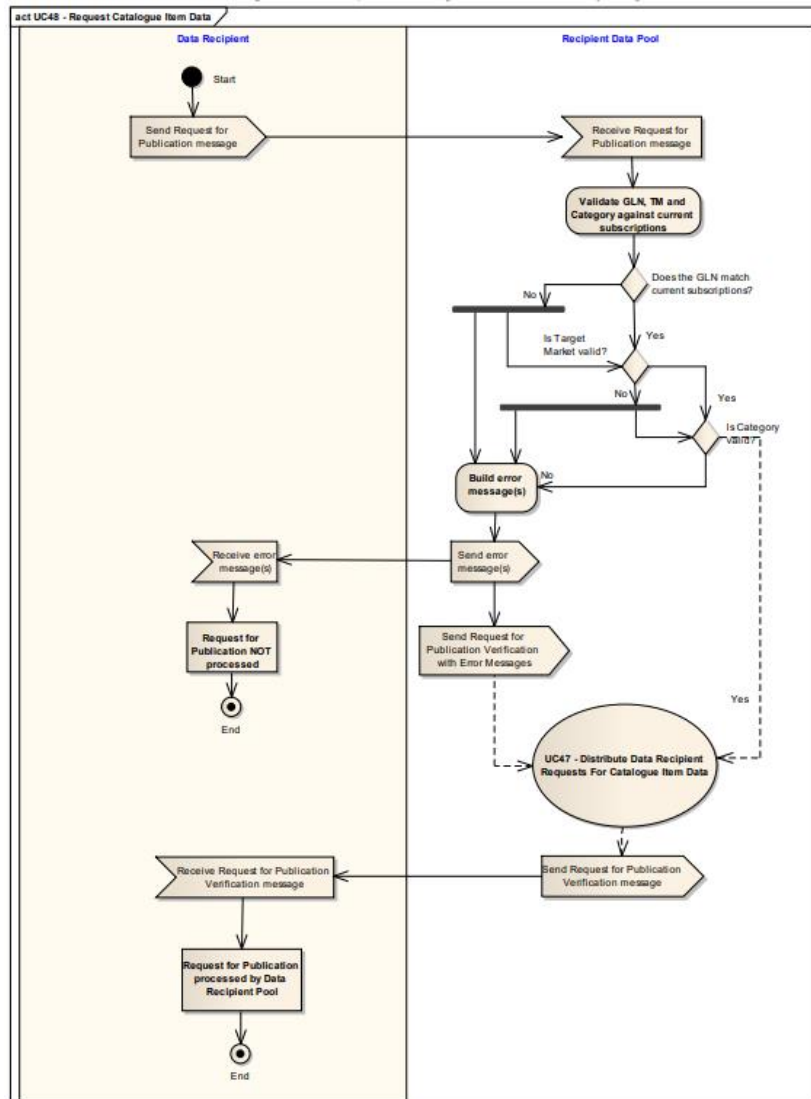 act UC48 - Request Catalogue Item Data
Data Recipient
Recipient Data Pool
Start
Send Request for
Publication message
Receive Request for
Publication message
Validate GLN, TM and
Category against current
subscriptions
Does the GLN match
current subscriptions?
No
Yes
Is Target
Market valid?
No
Yes
Is Category
valid?
Build error
message(s)
No
Receive error
message(s)
Send error
message(s)
Request for
Publication NOT
processed
Send Request for
Publication Verification
with Error Messages
End
Yes
UC47 - Distribute Data Recipient
Requests For Catalogue Item Data
Receive Request for Publication
Verification message
Send Request for Publication
Verification message
Request for Publication
processed by Data
Recipient Pool
End